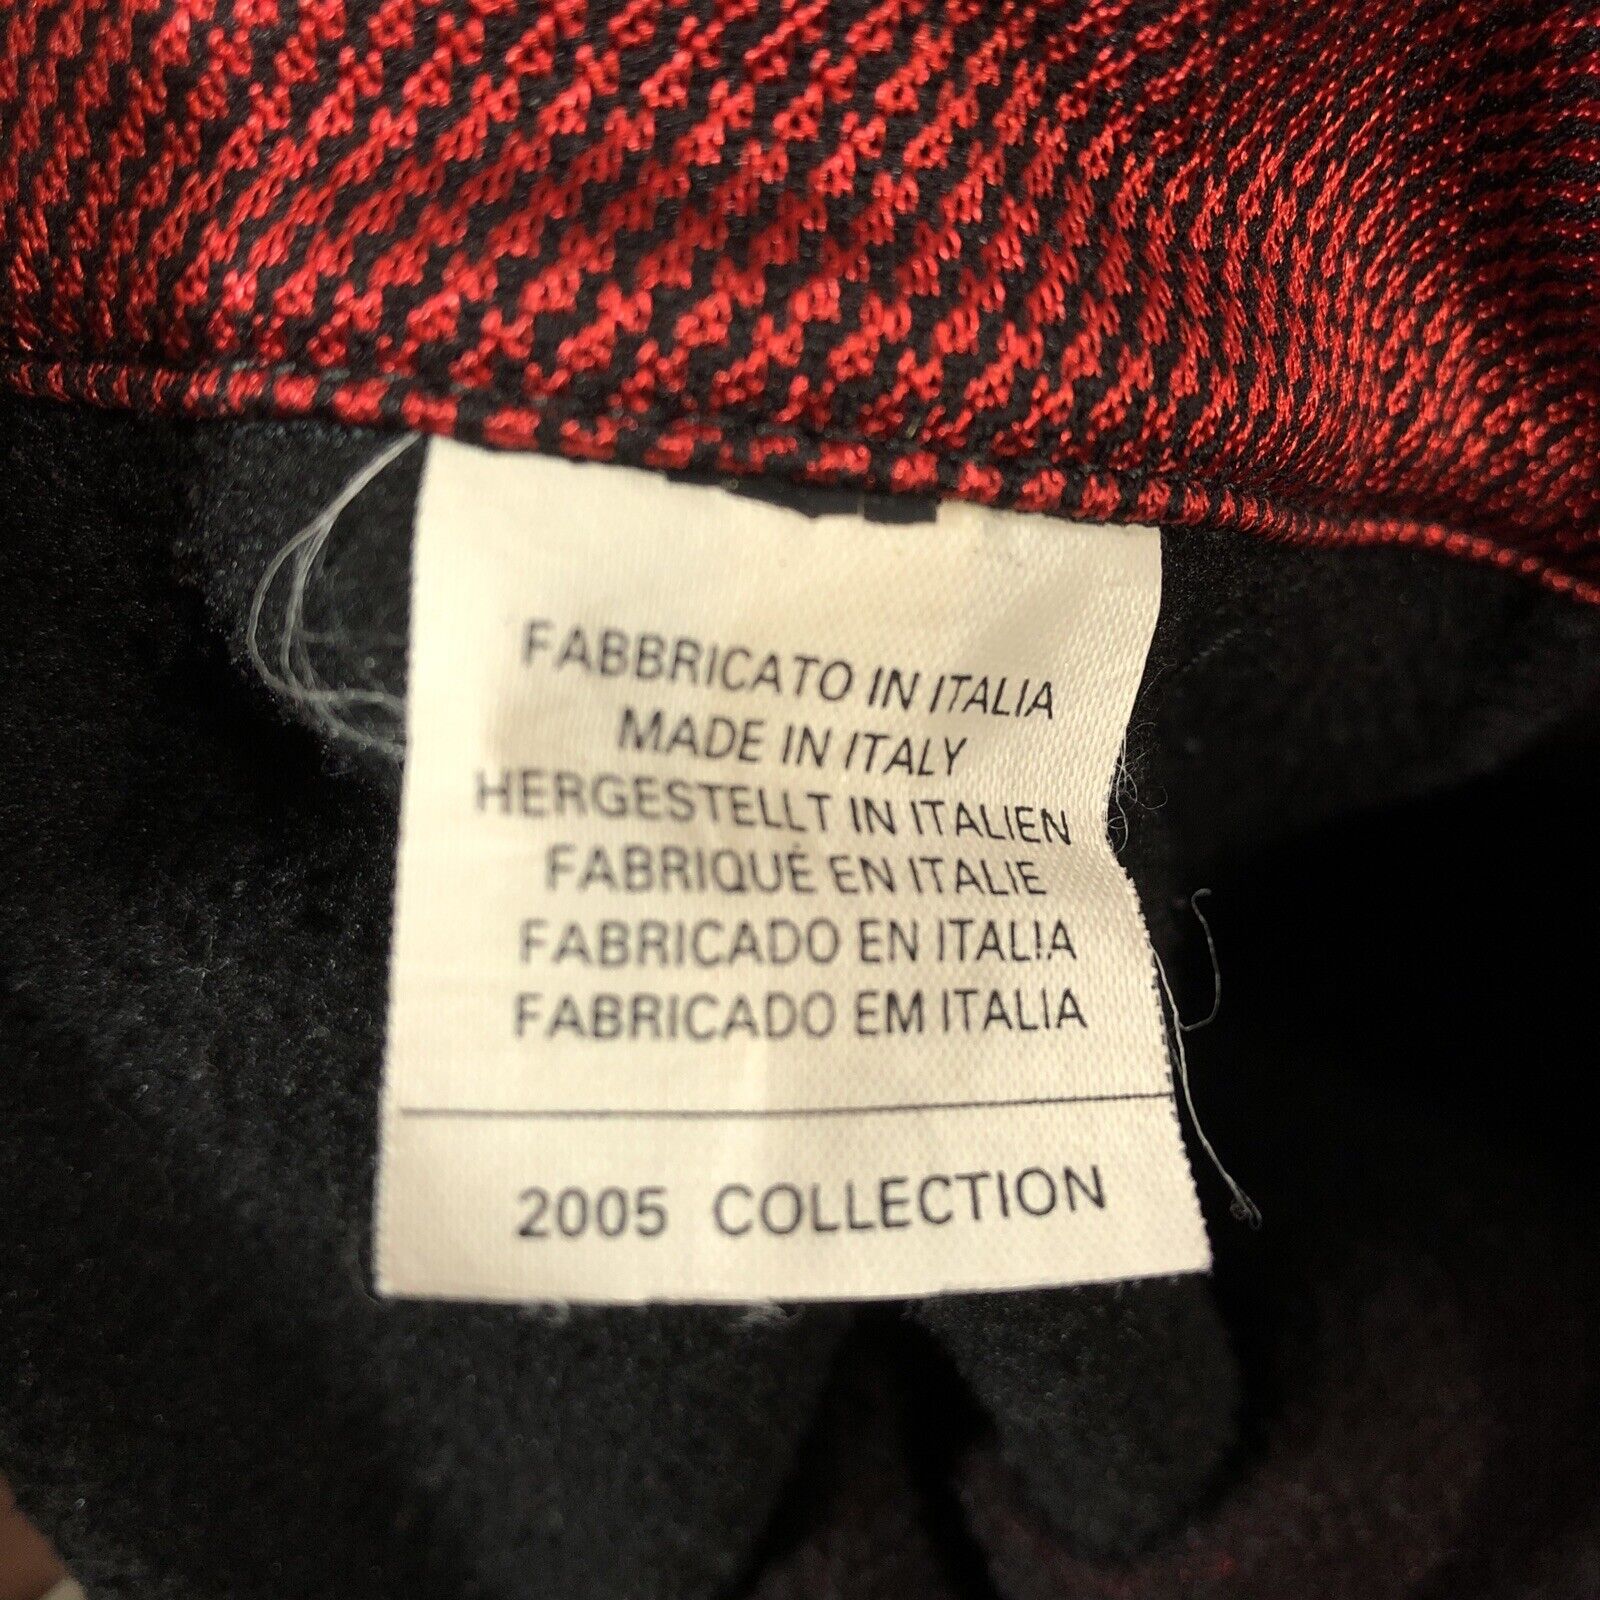 FABBRICATO IN ITALIA
MADE IN ITALY
HERGESTELLT IN ITALIEN
FABRIQUÉ EN ITALIE
FABRICADO EN ITALIA
FABRICADO EM ITALIA
2005 COLLECTION